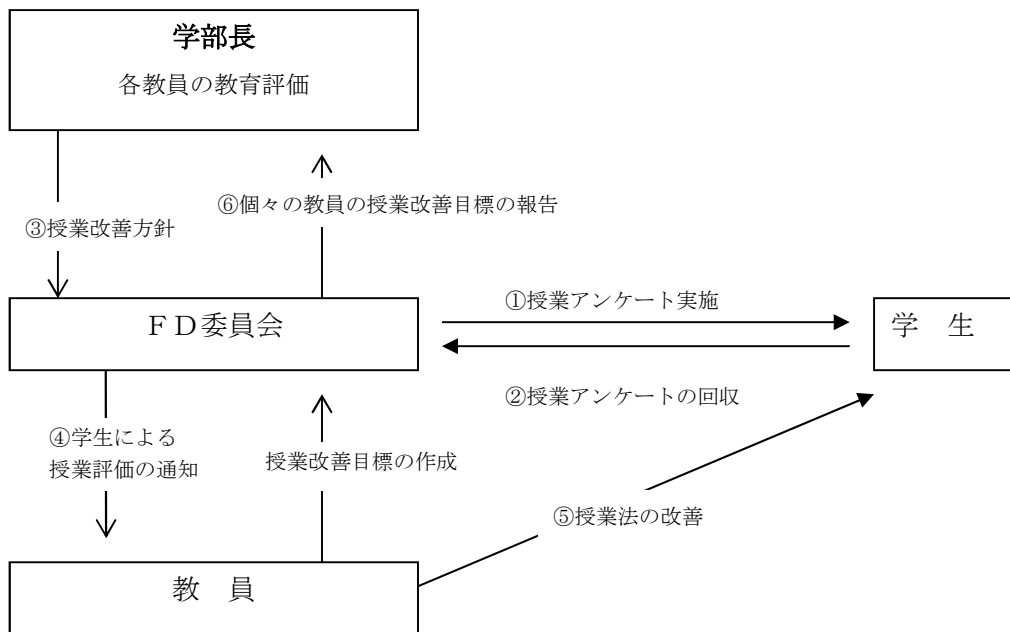 学部長
各教員の教育評価
⑥個々の教員の授業改善目標の報告
③授業改善方針
①授業アンケート実施
ＦＤ委員会
学　生
②授業アンケートの回収
④学生による
授業評価の通知
授業改善目標の作成
⑤授業法の改善
教　員